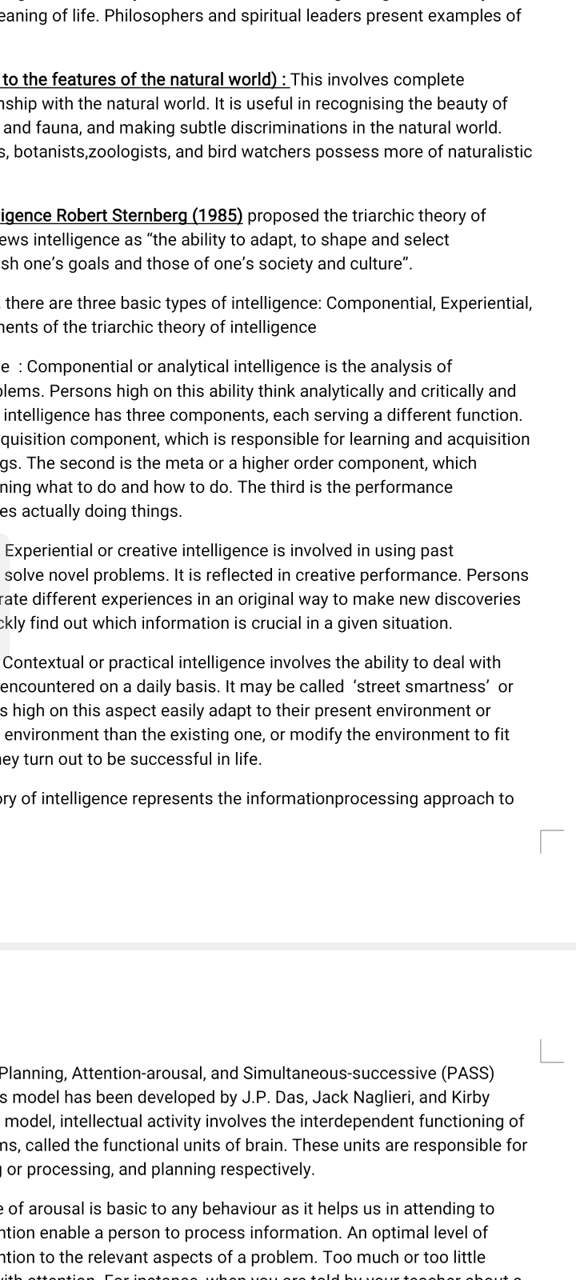 eaning of life. Philosophers and spiritual leaders present examples of
to the features of the natural world) : This involves complete
nship with the natural world. It is useful in recognising the beauty of
and fauna, and making subtle discriminations in the natural world.
s, botanists,zoologists, and bird watchers possess more of naturalistic
ligence Robert Sternberg (1985) proposed the triarchic theory of
ews intelligence as “the ability to adapt, to shape and select
sh one’s goals and those of one’s society and culture”.
there are three basic types of intelligence: Componential, Experiential,
nents of the triarchic theory of intelligence
e : Componential or analytical intelligence is the analysis of
blems. Persons high on this ability think analytically and critically and
intelligence has three components, each serving a different function.
quisition component, which is responsible for learning and acquisition
gs. The second is the meta or a higher order component, which
ning what to do and how to do. The third is the performance
es actually doing things.
Experiential or creative intelligence is involved in using past
solve novel problems. It is reflected in creative performance. Persons
rate different experiences in an original way to make new discoveries
ckly find out which information is crucial in a given situation.
Contextual or practical intelligence involves the ability to deal with
encountered on a daily basis. It may be called ‘street smartness’ or
s high on this aspect easily adapt to their present environment or
environment than the existing one, or modify the environment to fit
hey turn out to be successful in life.
ory of intelligence represents the informationprocessing approach to
Planning, Attention-arousal, and Simultaneous-successive (PASS)
s model has been developed by J.P. Das, Jack Naglieri, and Kirby
model, intellectual activity involves the interdependent functioning of
ms, called the functional units of brain. These units are responsible for
g or processing, and planning respectively.
e of arousal is basic to any behaviour as it helps us in attending to
ntion enable a person to process information. An optimal level of
ntion to the relevant aspects of a problem. Too much or too little
with attention. For instance, when you are told by your teacher about a